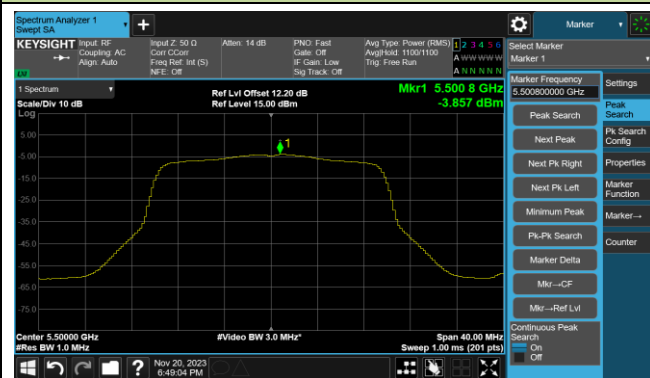 Spectrum Analyzer 1
Swept SA
Marker
KEYSIGHT
Input: RF
Coupling: AC
Align: Auto
Input Z: 50 Ω
Corr CCorr
Freq Ref: Int (S)
NFE: Off
Atten: 14 dB
PNO: Fast
Gate: Off
IF Gain: Low
Sig Track: Off
Avg Type: Power (RMS)
Avg|Hold: 1100/1100
Trig: Free Run
1 2 3 4 5 6
A W W W W W
A N N N N N
LXI
Select Marker
Marker 1
1 Spectrum
Scale/Div 10 dB
Log
Ref Lvl Offset 12.20 dB
Ref Level 15.00 dBm
Mkr1 5.500 8 GHz
-3.857 dBm
1
5.00
-5.00
-15.0
-25.0
-35.0
-45.0
-55.0
-65.0
-75.0
Center 5.50000 GHz
#Res BW 1.0 MHz
#Video BW 3.0 MHz*
Span 40.00 MHz
Sweep 1.00 ms (201 pts)
Marker Frequency
5.500800000 GHz
Peak Search
Next Peak
Next Pk Right
Next Pk Left
Minimum Peak
Pk-Pk Search
Marker Delta
Mkr→CF
Mkr→Ref Lvl
Continuous Peak
Search
On
Off
Settings
Peak
Search
Pk Search
Config
Properties
Marker
Function
Marker→
Counter
Nov 20, 2023
6:49:04 PM